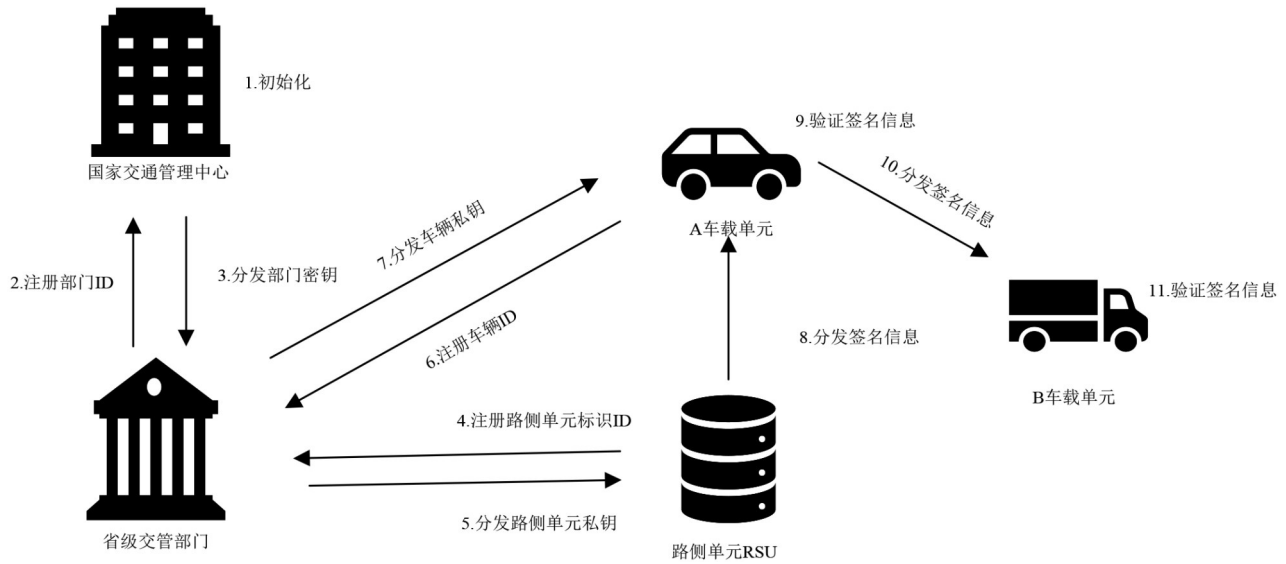 1.初始化
国家交通管理中心
2.注册部门ID
3.分发部门密钥
省级交管部门
4.注册路侧单元标识ID
5.分发路侧单元私钥
路侧单元RSU
6.注册车辆ID
7.分发车辆私钥
A车载单元
8.分发签名信息
9.验证签名信息
10.分发签名信息
B车载单元
11.验证签名信息